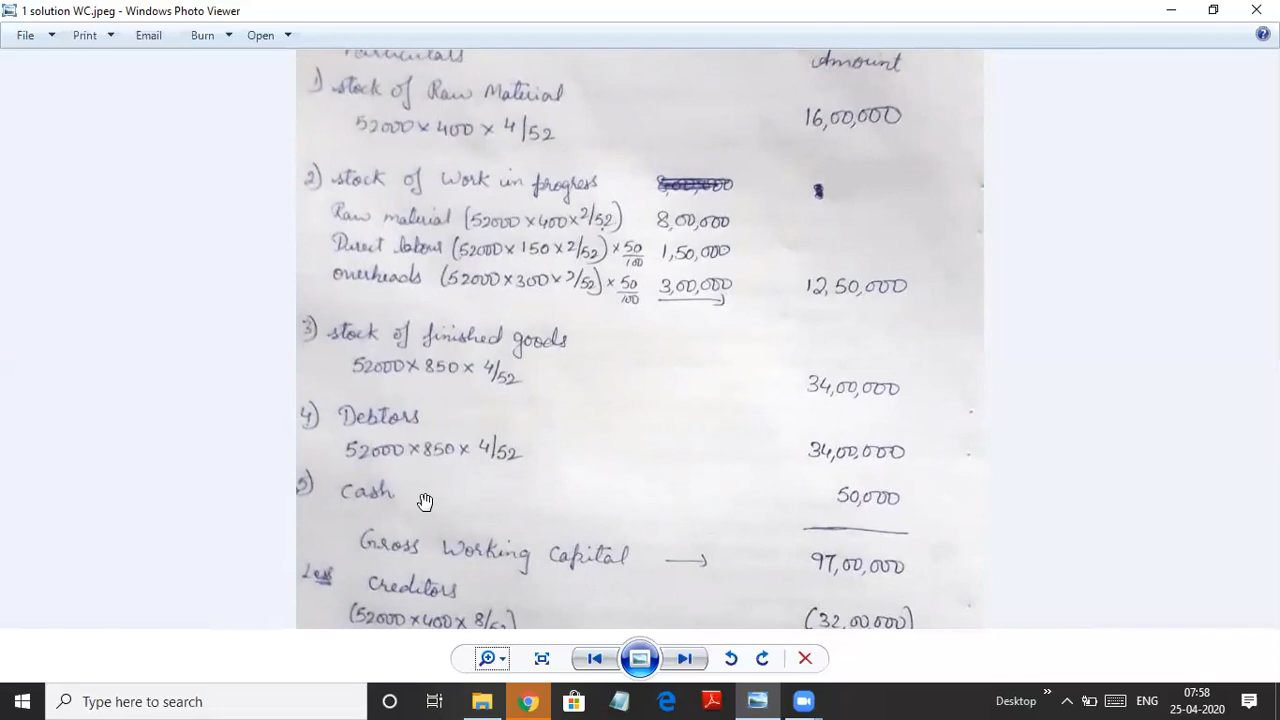 1 solution WC.jpeg - Windows Photo Viewer
File Print Email Burn Open
Particulars Amount
1) stock of Raw Material
52000 × 400 × 4/52 16,00,000
2) stock of Work in progress
Raw material (52000 × 400 × 2/52) 8,00,000
Direct labour (52000 × 150 × 2/52) × 50/100 1,50,000
overheads (52000 × 300 × 2/52) × 50/100 3,00,000 12,50,000
3) stock of finished goods
52000 × 850 × 4/52 34,00,000
4) Debtors
52000 × 850 × 4/52 34,00,000
5) Cash 50,000
Gross Working Capital → 97,00,000
Less Creditors
(52000 × 400 × 8/52) (32,00,000)
Type here to search
Desktop » ENG 07:58
25-04-2020